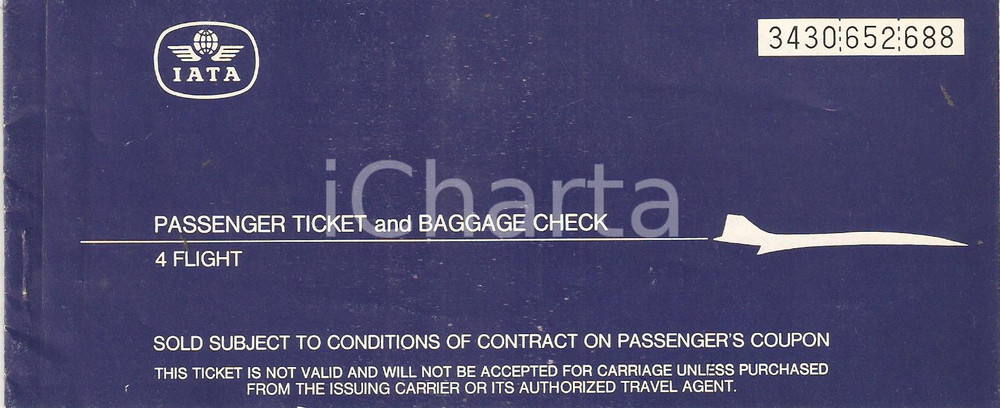 IATA
3430 652 688
iCharta
PASSENGER TICKET and BAGGAGE CHECK
4 FLIGHT
SOLD SUBJECT TO CONDITIONS OF CONTRACT ON PASSENGER'S COUPON
THIS TICKET IS NOT VALID AND WILL NOT BE ACCEPTED FOR CARRIAGE UNLESS PURCHASED
FROM THE ISSUING CARRIER OR ITS AUTHORIZED TRAVEL AGENT.